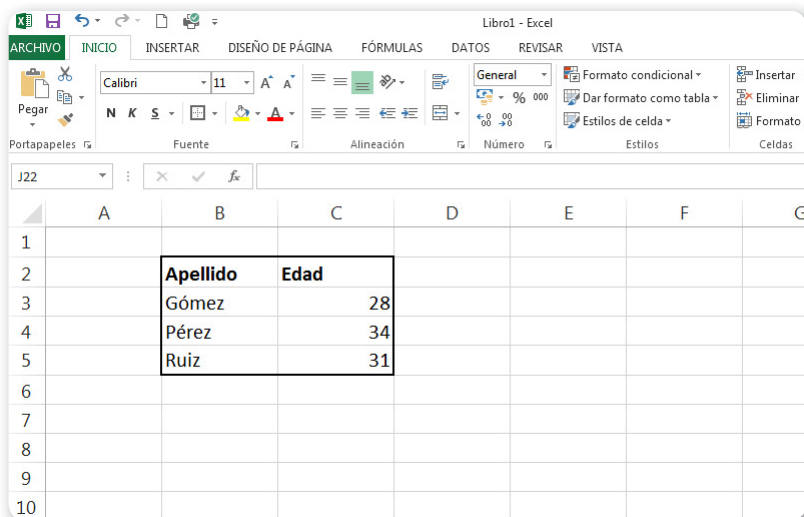 Libro1 - Excel
ARCHIVO INICIO INSERTAR DISEÑO DE PÁGINA FÓRMULAS DATOS REVISAR VISTA
Calibri 11 A A General Formato condicional Insertar
Pegar N K S A % 000 Dar formato como tabla Eliminar
Estilos de celda Formato
Portapapeles Fuente Alineación Número Estilos Celdas
J22 fx
A B C D E F G
1
2 Apellido Edad
3 Gómez 28
4 Pérez 34
5 Ruiz 31
6
7
8
9
10